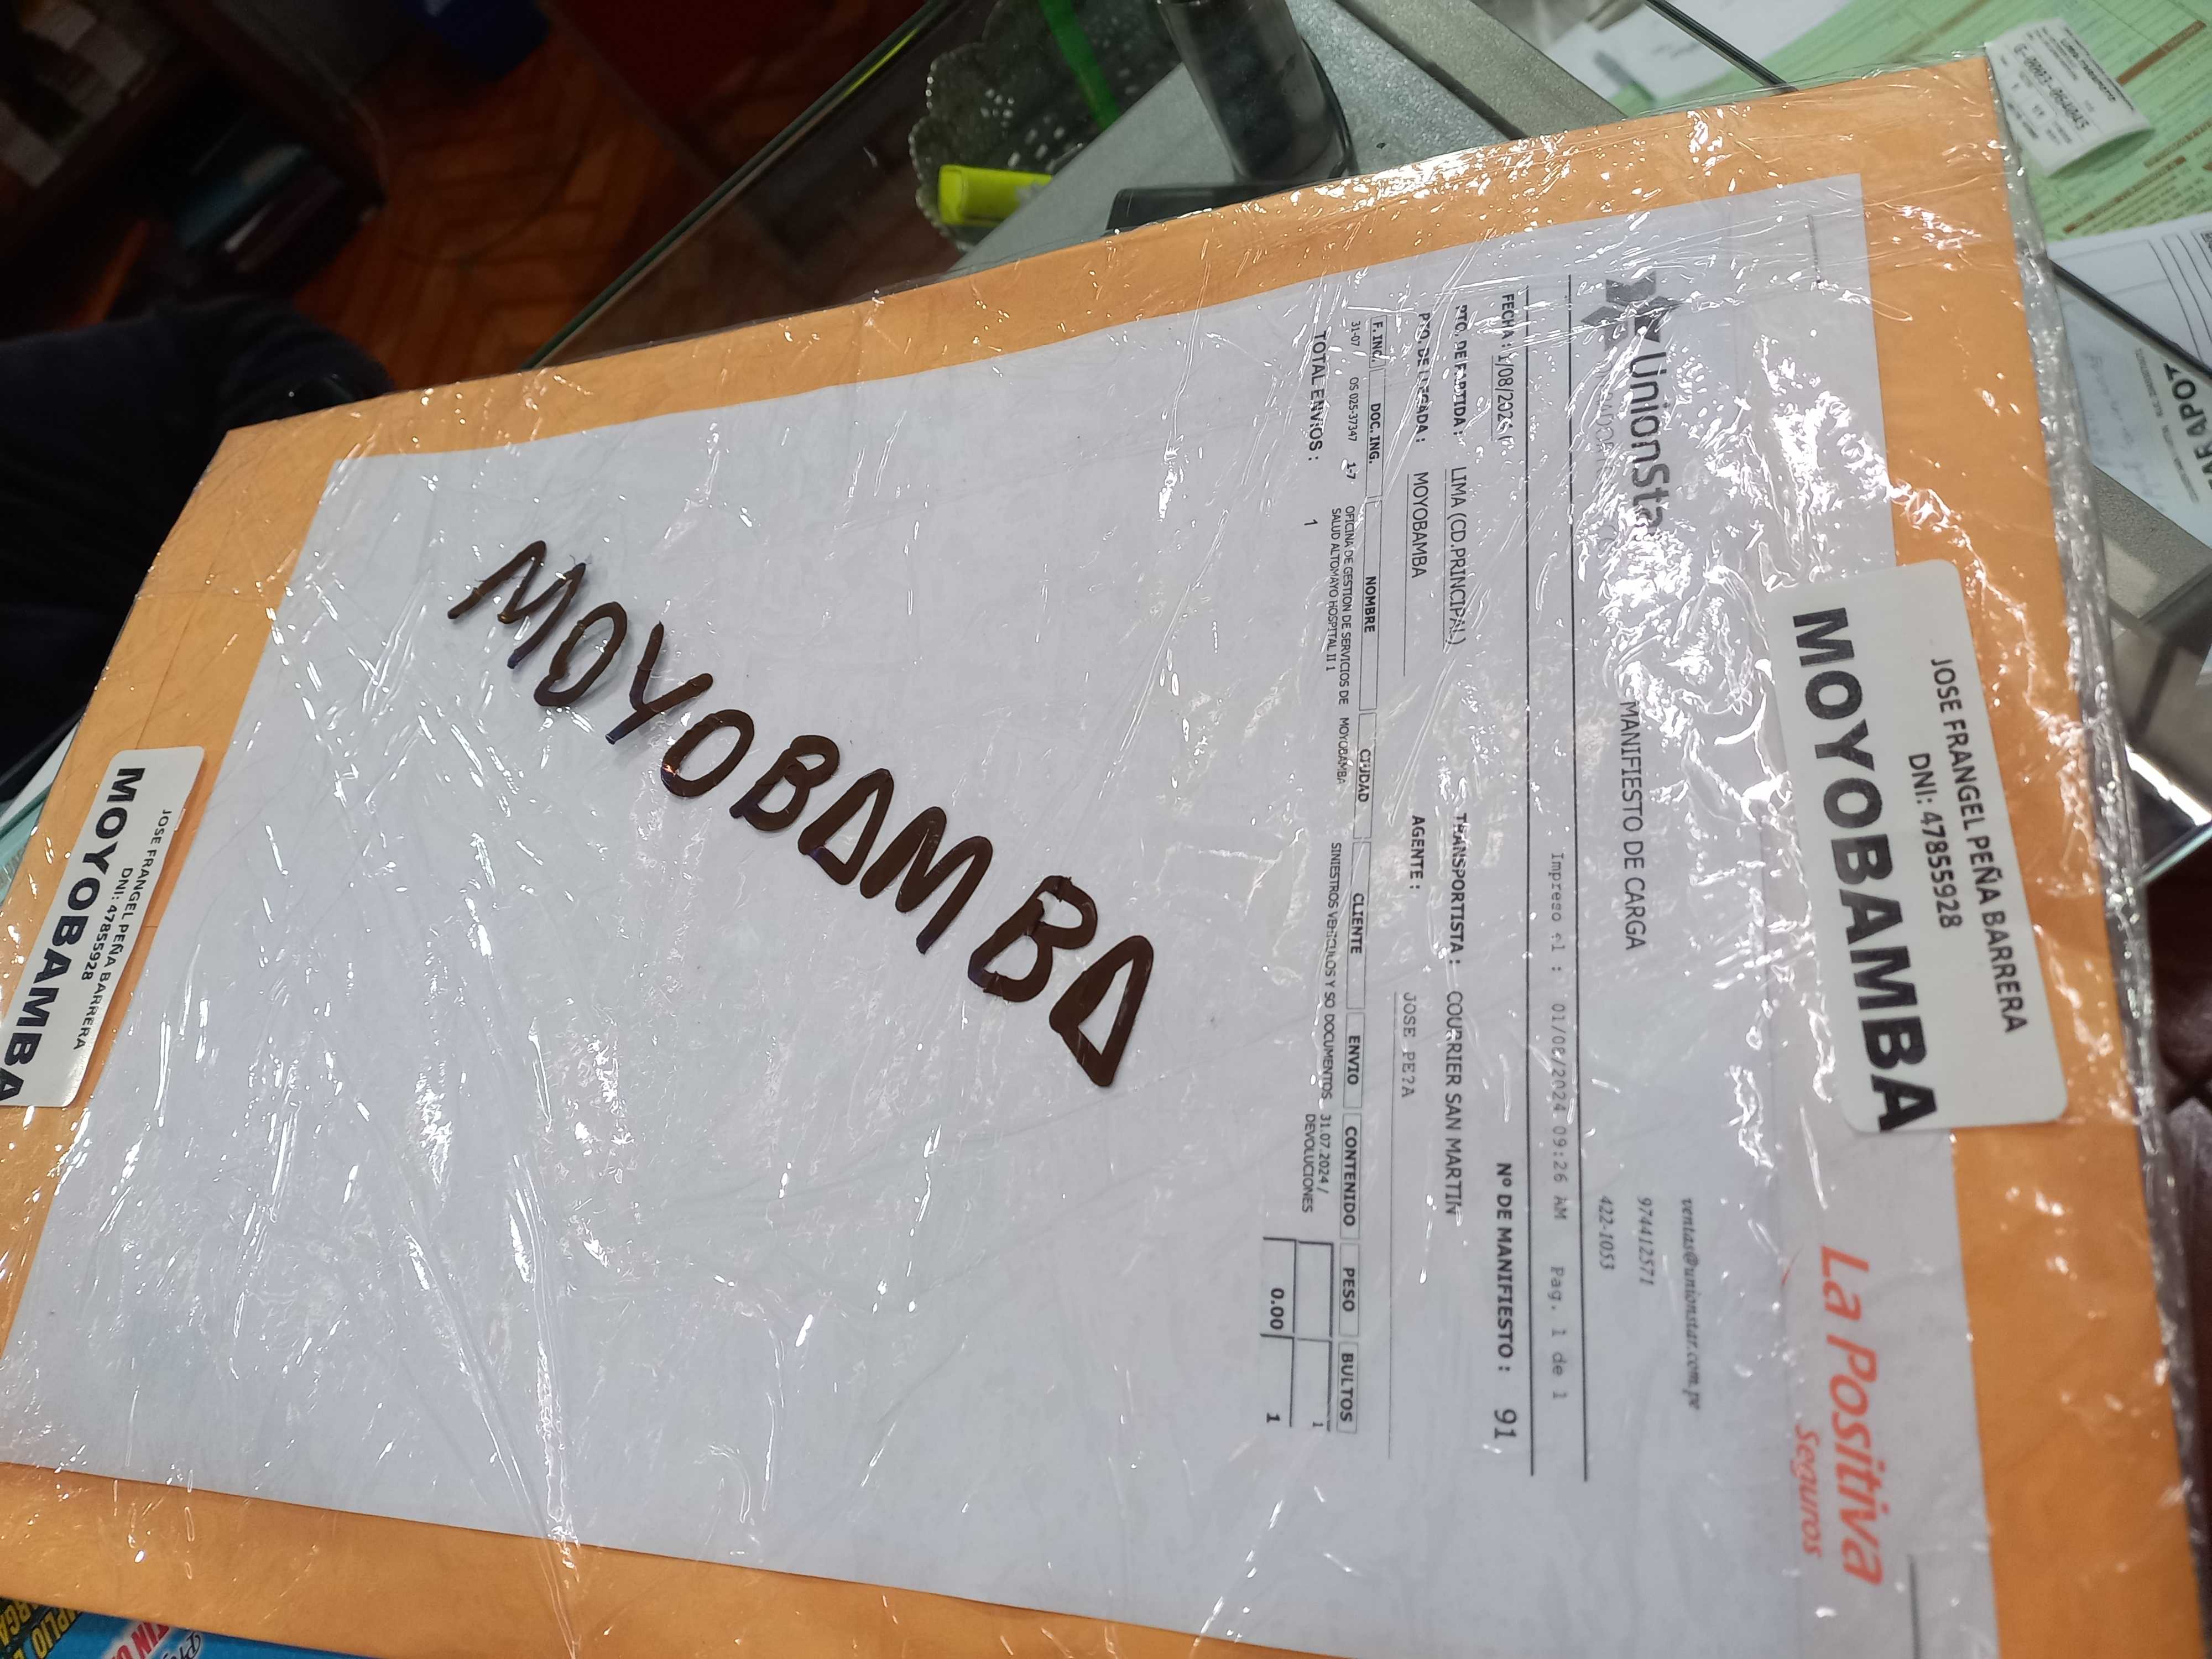 JOSE FRANGEL PEÑA BARRERA
DNI: 47855928
MOYOBAMBA
La Positiva
Seguros
UnionSta
ventas@unionstar.com.pe
974412571
422-1053
MANIFIESTO DE CARGA
Impreso el : 01/08/2024 09:26 AM Pag. 1 de 1
FECHA : Nº DE MANIFIESTO : 91
PTO. DE PARTIDA : LIMA (CD.PRINCIPAL) TRANSPORTISTA : COURRIER SAN MARTIN
PTO. DE LLEGADA : MOYOBAMBA AGENTE : JOSE PE?A
F. INC. DOC. ING. NOMBRE CIUDAD CLIENTE ENVIO CONTENIDO PESO BULTOS
31-07 OS 025-37347 1-7 OFICINA DE GESTION DE SERVICIOS DE MOYOBAMBA SINIESTROS VEHICULOS Y SO DOCUMENTOS 31.07.2024 / 1
SALUD ALTOMAYO HOSPITAL II 1 DEVOLUCIONES
TOTAL ENVIOS : 1 0.00 1
MOYOBAMBA
JOSE FRANGEL PEÑA BARRERA
DNI: 47855928
MOYOBAMBA